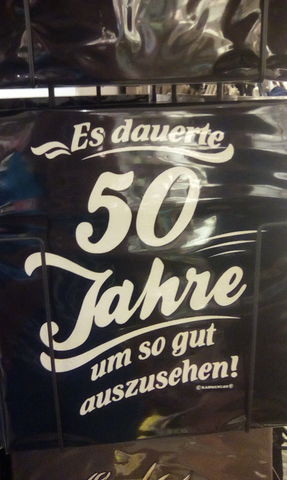 Es dauerte
50
Jahre
um so gut
auszusehen!